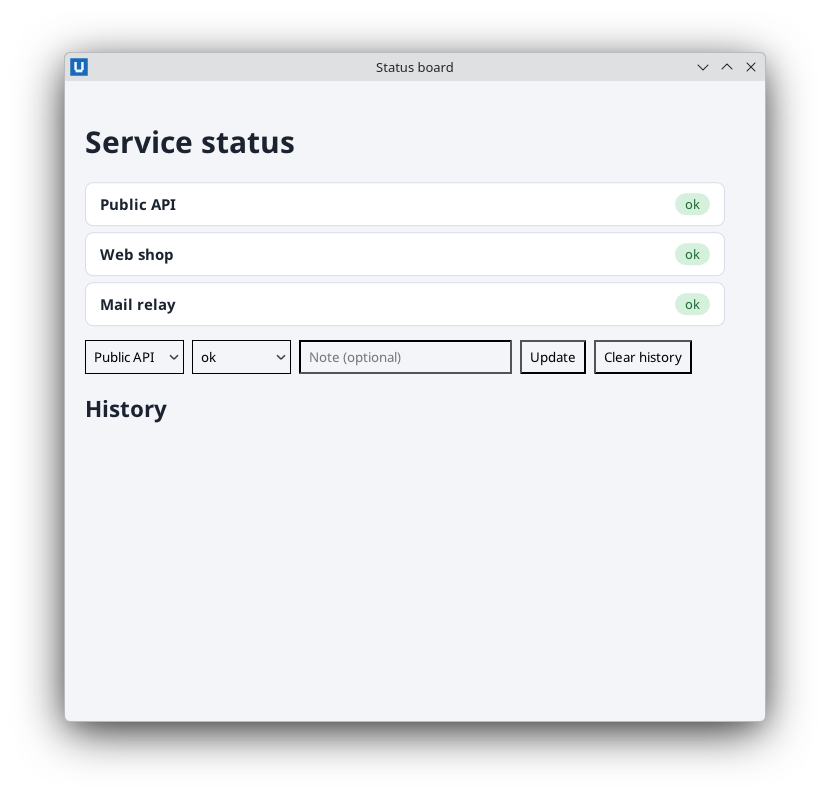 Status board
Service status
Public API ok
Web shop ok
Mail relay ok
Public API ok Note (optional) Update Clear history
History